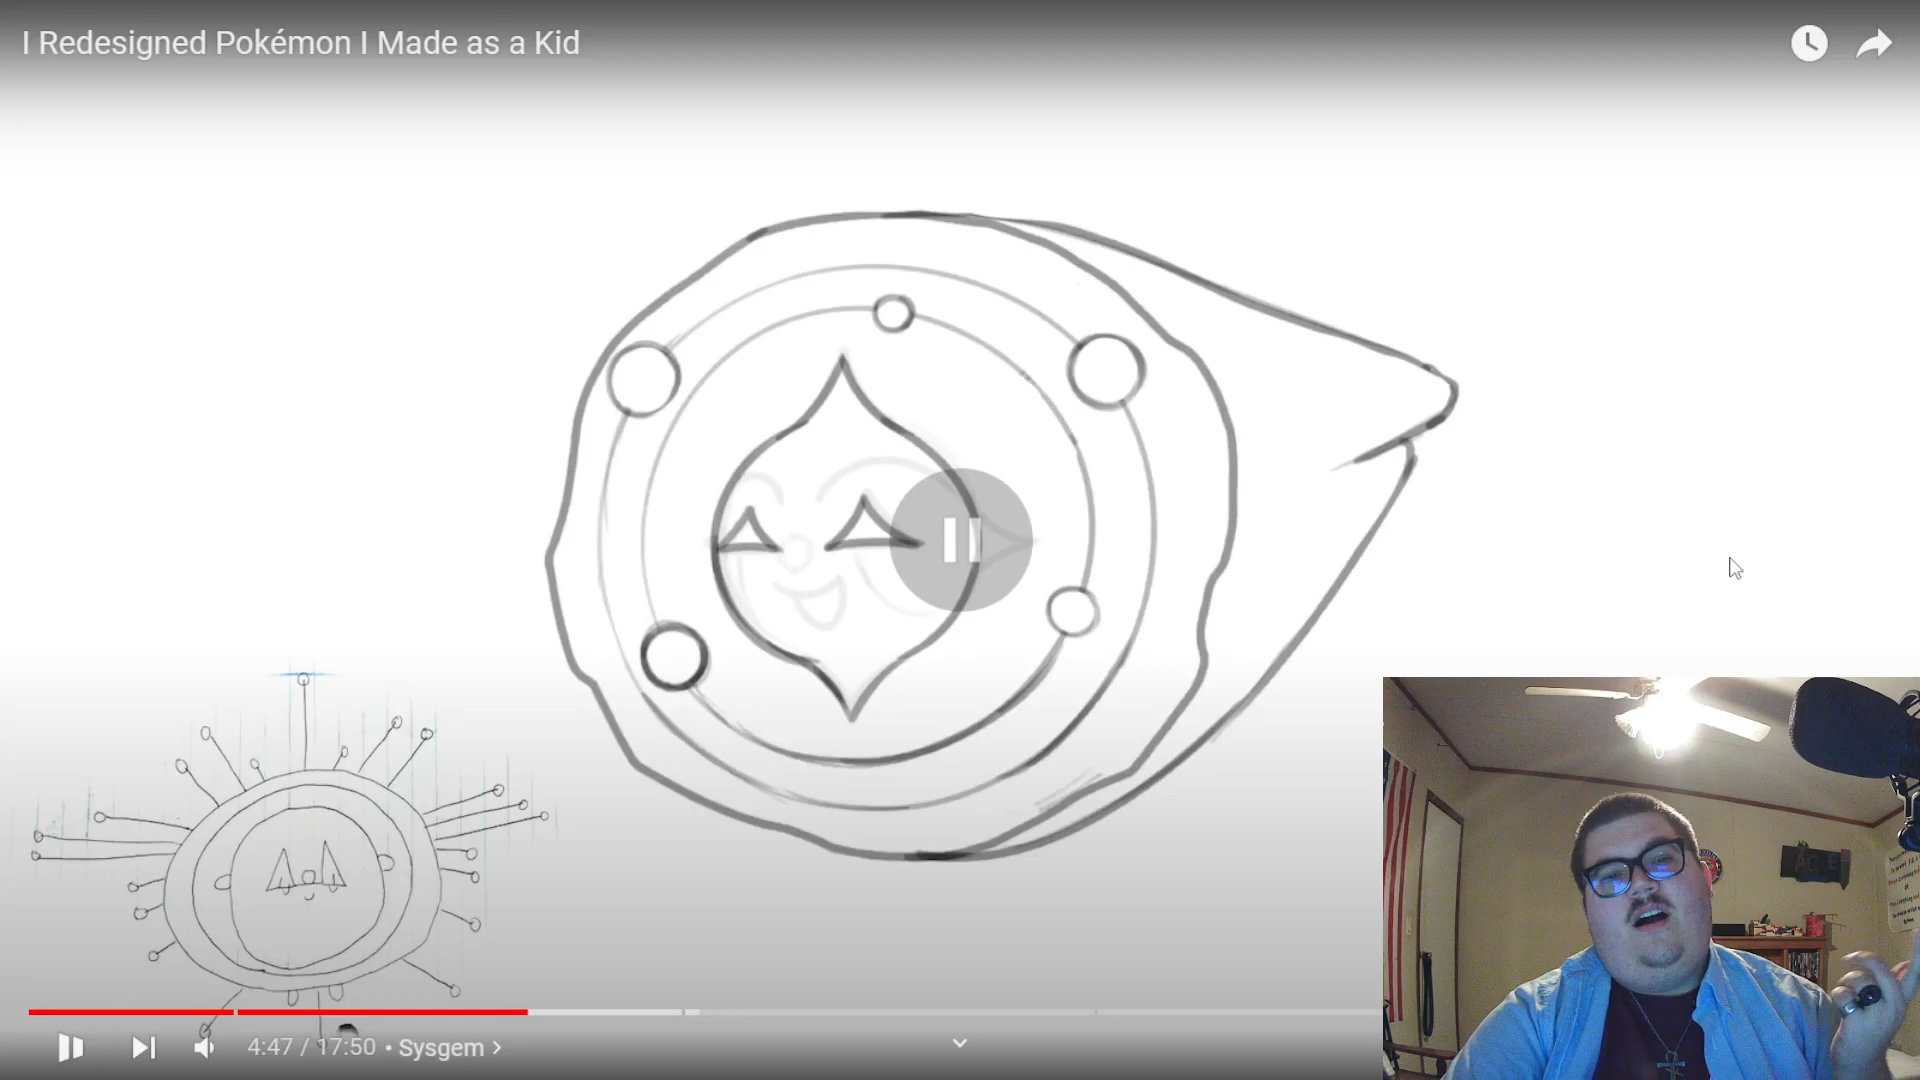 I Redesigned Pokémon I Made as a Kid
4:47 / 17:50 • Sysgem >